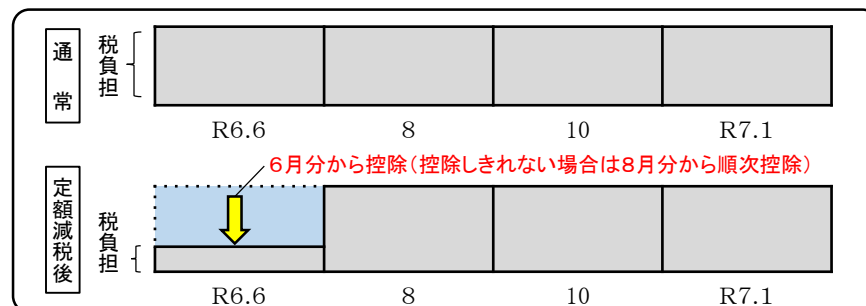 通常
税負担
R6.6 8 10 R7.1
6月分から控除(控除しきれない場合は8月分から順次控除)
定額減税後
税負担
R6.6 8 10 R7.1